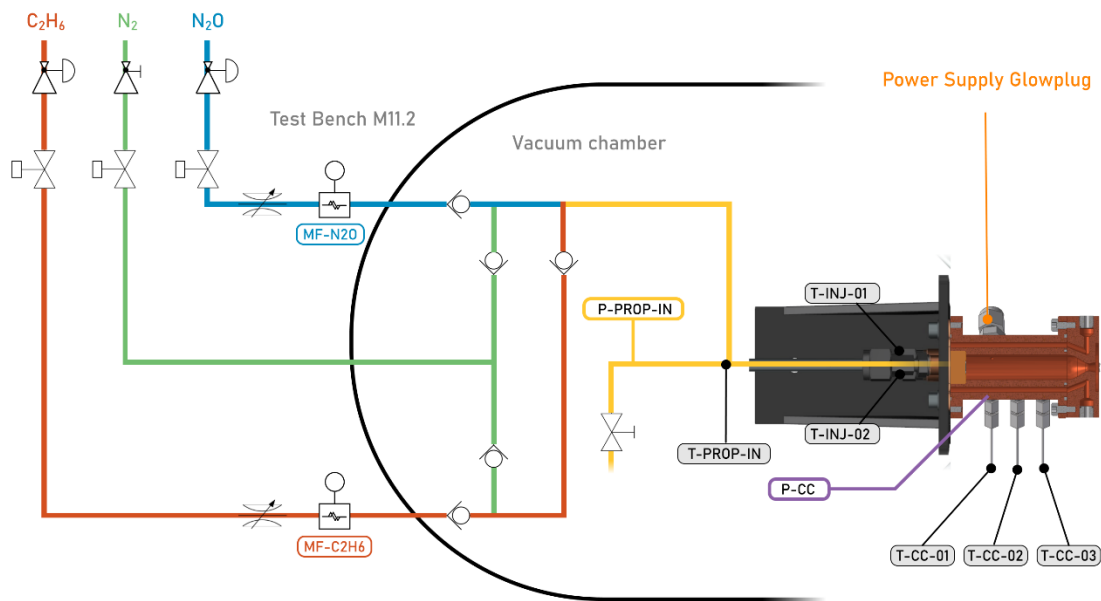 C₂H₆
N₂
N₂O
Power Supply Glowplug
Test Bench M11.2
Vacuum chamber
MF-N2O
T-INJ-01
P-PROP-IN
T-INJ-02
T-PROP-IN
P-CC
MF-C2H6
T-CC-01
T-CC-02
T-CC-03